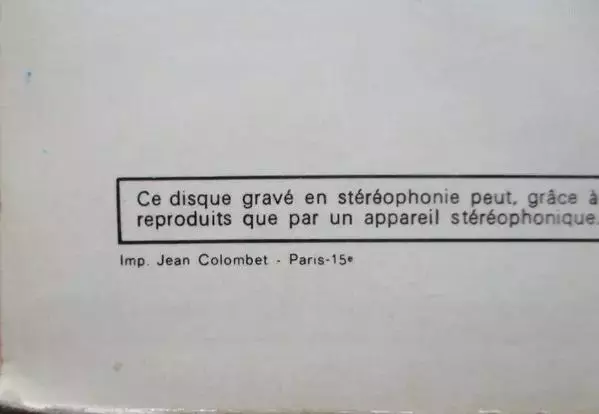 Ce disque gravé en stéréophonie peut, grâce à
reproduits que par un appareil stéréophonique.
Imp. Jean Colombet - Paris-15e